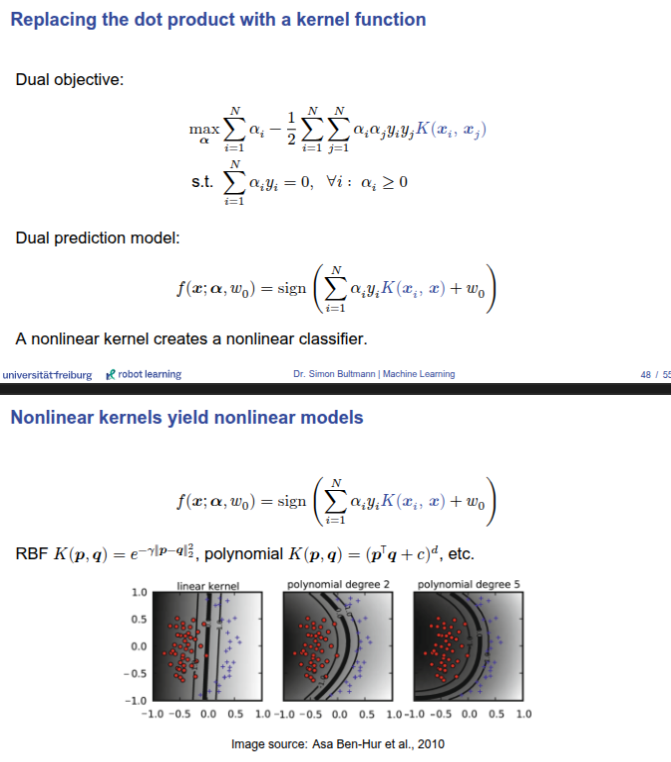 Replacing the dot product with a kernel function
Dual objective:
max_α ∑_{i=1}^{N} α_i − 1/2 ∑_{i=1}^{N} ∑_{j=1}^{N} α_i α_j y_i y_j K(x_i, x_j)
s.t. ∑_{i=1}^{N} α_i y_i = 0, ∀i : α_i ≥ 0
Dual prediction model:
f(x; α, w_0) = sign ( ∑_{i=1}^{N} α_i y_i K(x_i, x) + w_0 )
A nonlinear kernel creates a nonlinear classifier.
universität freiburg robot learning Dr. Simon Bultmann | Machine Learning 48 / 55
Nonlinear kernels yield nonlinear models
f(x; α, w_0) = sign ( ∑_{i=1}^{N} α_i y_i K(x_i, x) + w_0 )
RBF K(p, q) = e^{−γ‖p−q‖_2^2}, polynomial K(p, q) = (p^T q + c)^d, etc.
linear kernel polynomial degree 2 polynomial degree 5
1.0
0.5
0.0
−0.5
−1.0
-1.0 -0.5 0.0 0.5 1.0 -1.0 -0.5 0.0 0.5 1.0 -1.0 -0.5 0.0 0.5 1.0
Image source: Asa Ben-Hur et al., 2010